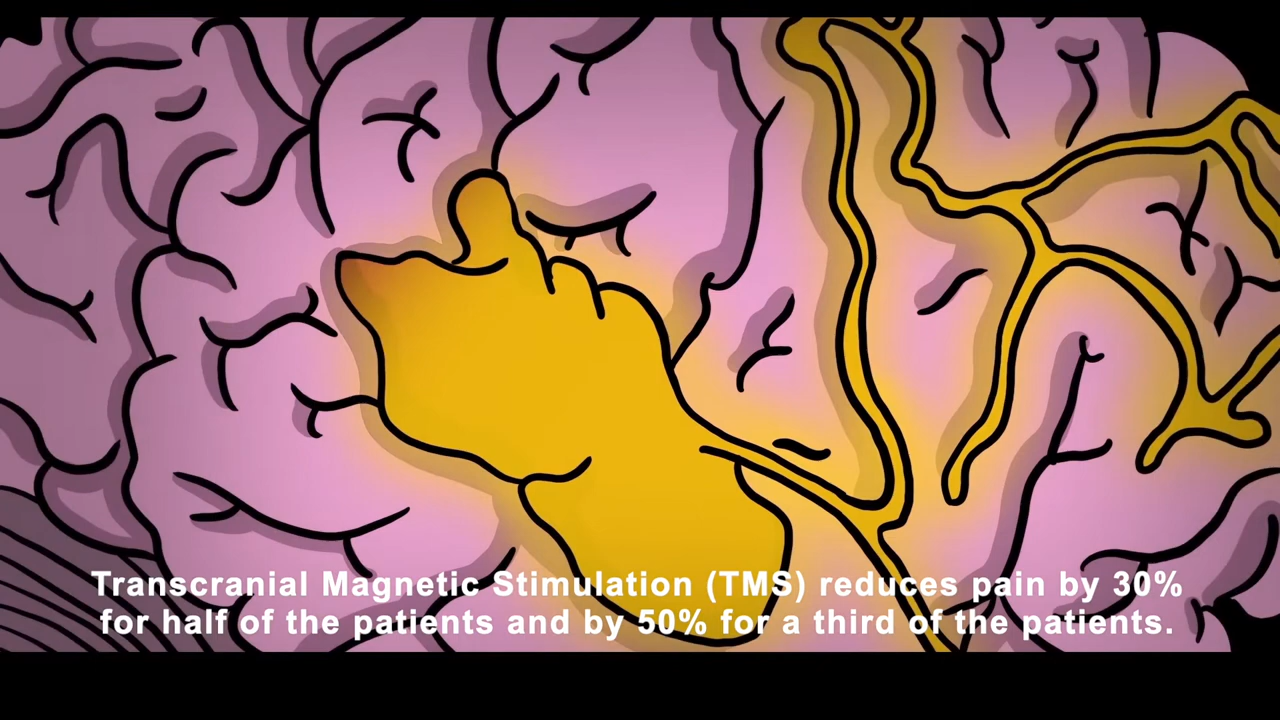 Transcranial Magnetic Stimulation (TMS) reduces pain by 30%
for half of the patients and by 50% for a third of the patients.